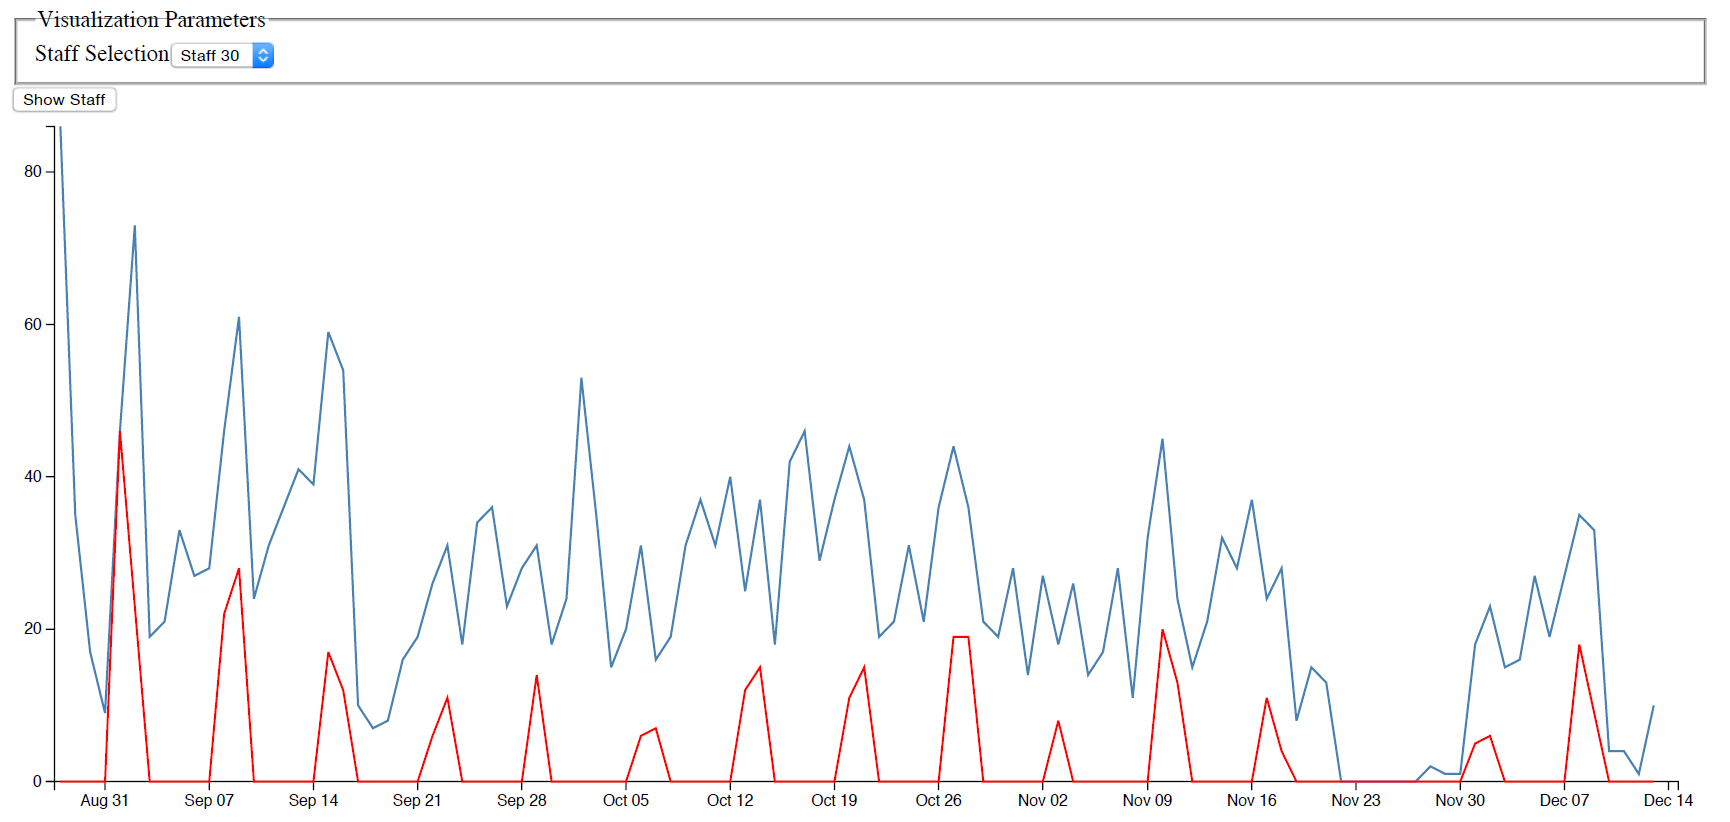 Visualization Parameters
Staff Selection Staff 30
Show Staff
80
60
40
20
0
Aug 31 Sep 07 Sep 14 Sep 21 Sep 28 Oct 05 Oct 12 Oct 19 Oct 26 Nov 02 Nov 09 Nov 16 Nov 23 Nov 30 Dec 07 Dec 14